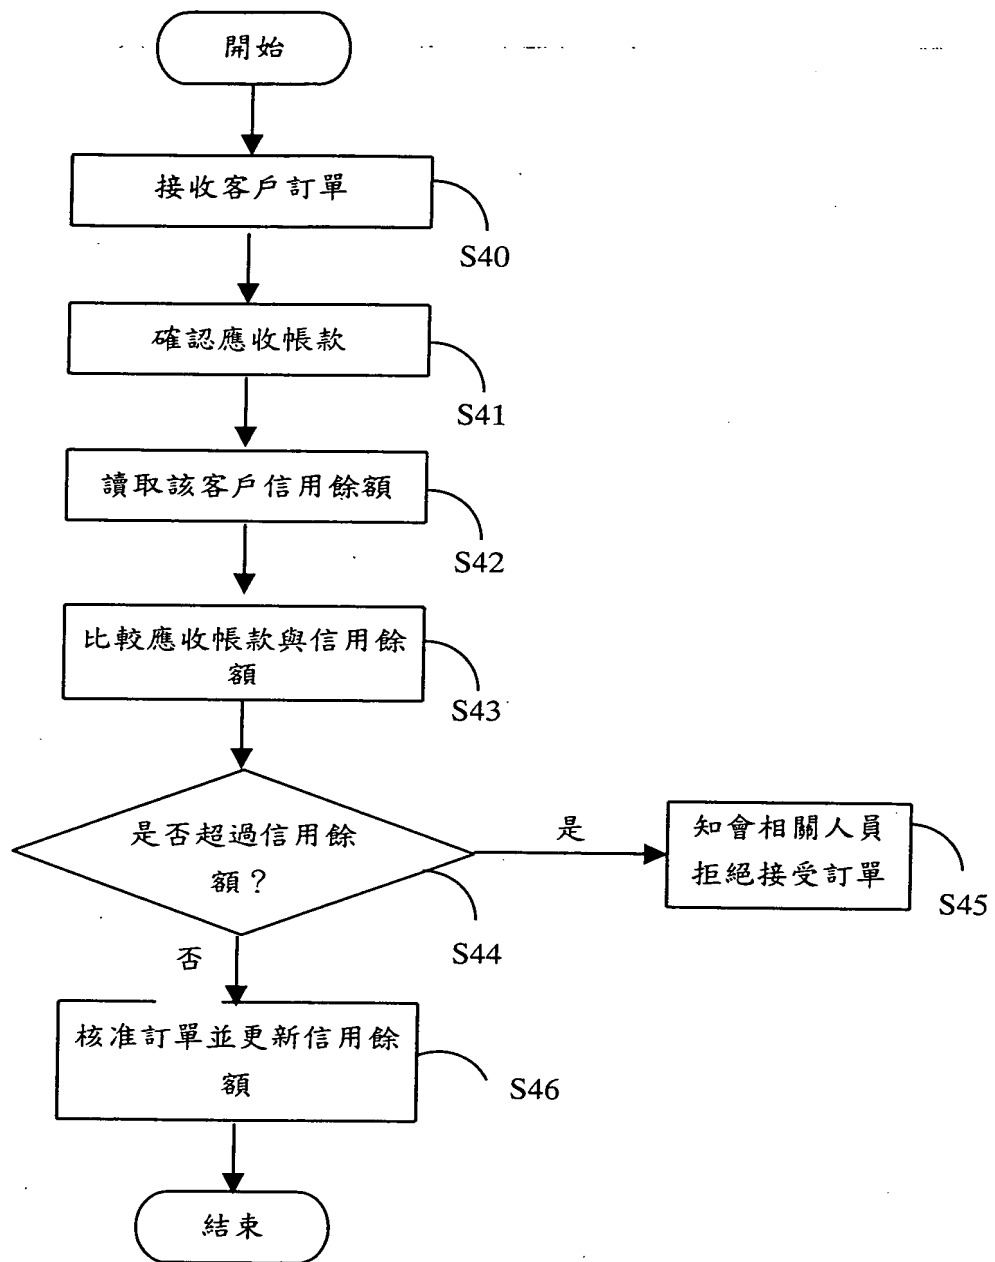 開始
接收客戶訂單
S40
確認應收帳款
S41
讀取該客戶信用餘額
S42
比較應收帳款與信用餘
額
S43
是否超過信用餘
額？
S44
是
知會相關人員
拒絕接受訂單
S45
否
核准訂單並更新信用餘
額
S46
結束